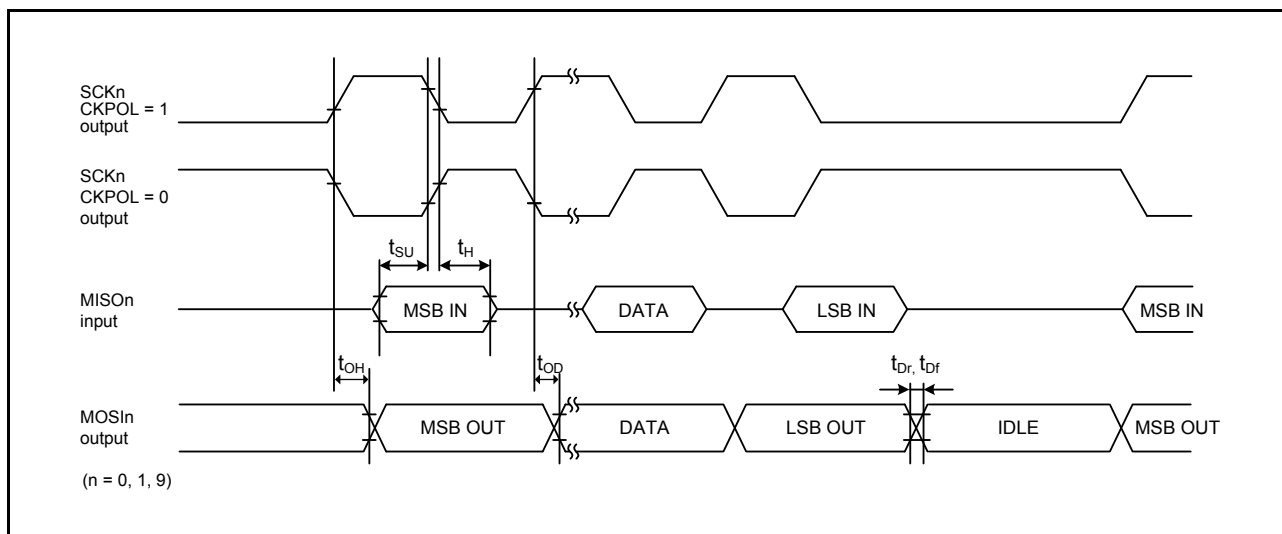 SCKn
CKPOL = 1
output
SCKn
CKPOL = 0
output
tSU
tH
MISOn
input
MSB IN
DATA
LSB IN
MSB IN
tOH
tOD
tDr, tDf
MOSIn
output
MSB OUT
DATA
LSB OUT
IDLE
MSB OUT
(n = 0, 1, 9)